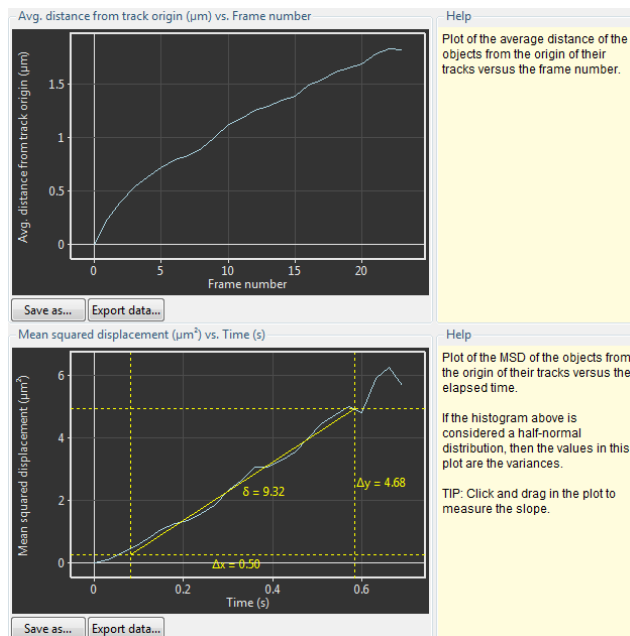 Avg. distance from track origin (µm) vs. Frame number
Avg. distance from track origin (µm)
1.5
1
0.5
0
0
5
10
15
20
Frame number
Save as...
Export data...
Help
Plot of the average distance of the
objects from the origin of their
tracks versus the frame number.
Mean squared displacement (µm²) vs. Time (s)
Mean squared displacement (µm²)
6
4
2
0
δ = 9.32
Δy = 4.68
Δx = 0.50
0
0.2
0.4
0.6
Time (s)
Save as...
Export data...
Help
Plot of the MSD of the objects from
the origin of their tracks versus the
elapsed time.
If the histogram above is
considered a half-normal
distribution, then the values in this
plot are the variances.
TIP: Click and drag in the plot to
measure the slope.